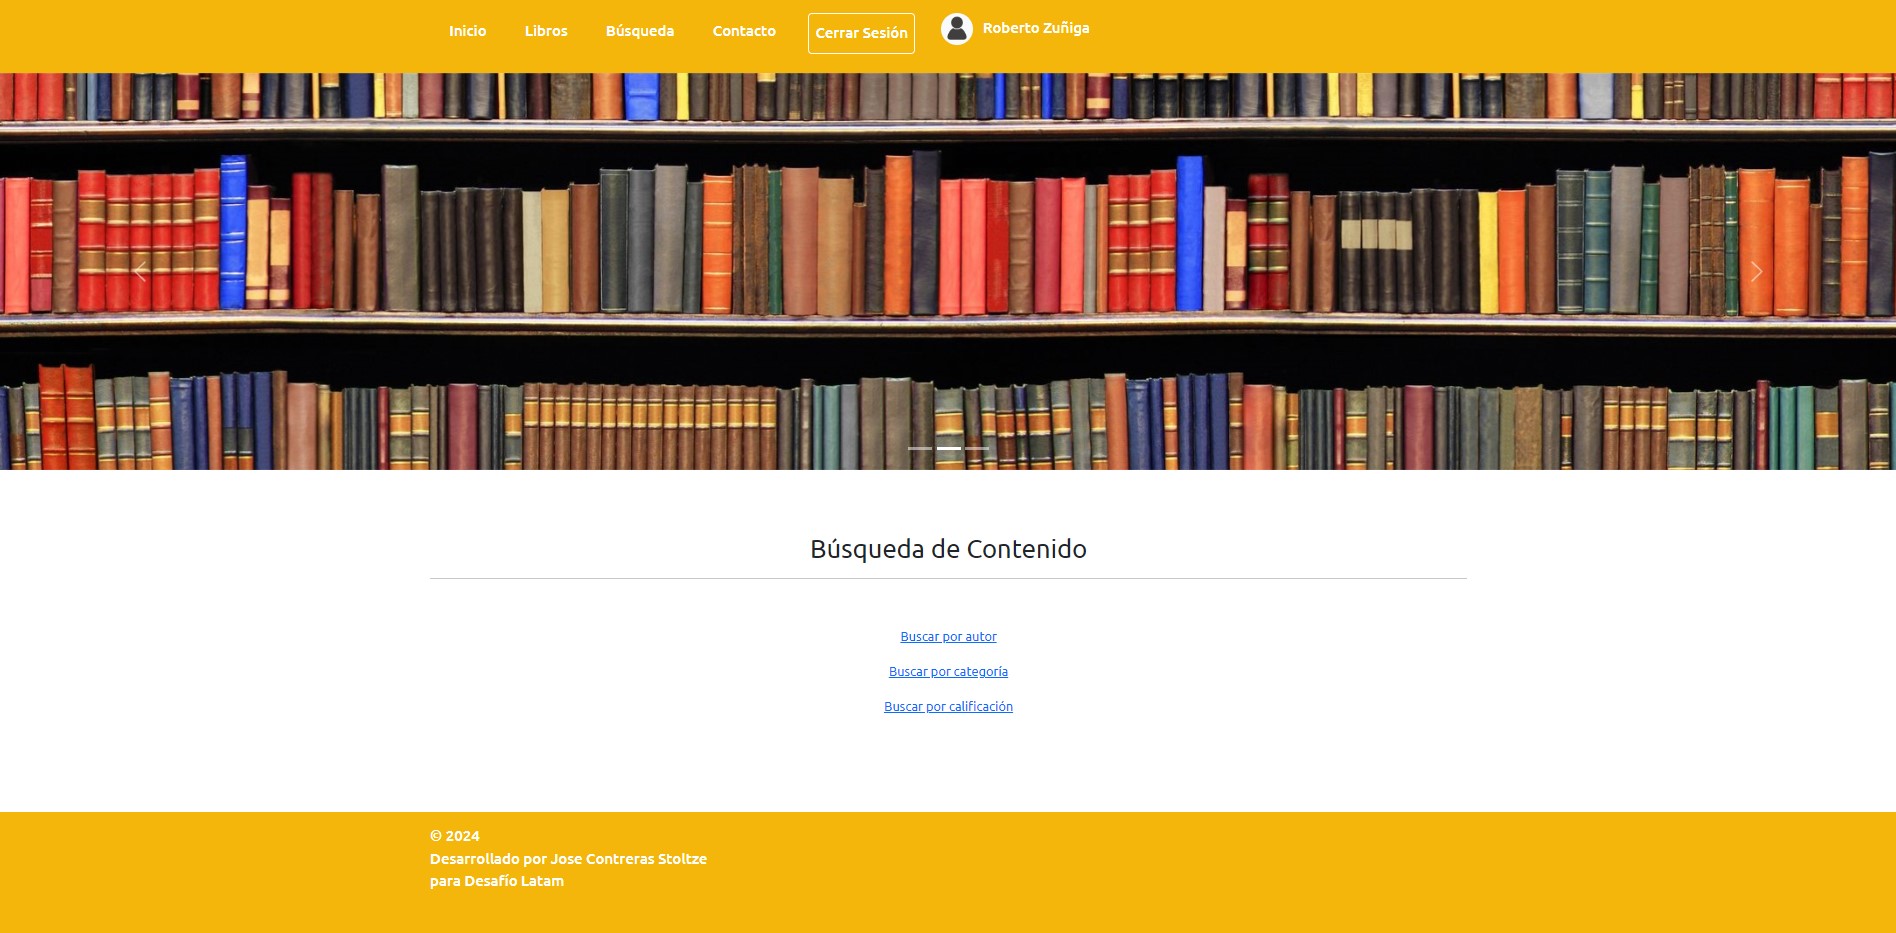 Inicio Libros Búsqueda Contacto Cerrar Sesión Roberto Zuñiga
Búsqueda de Contenido
Buscar por autor
Buscar por categoría
Buscar por calificación
© 2024
Desarrollado por Jose Contreras Stoltze
para Desafío Latam